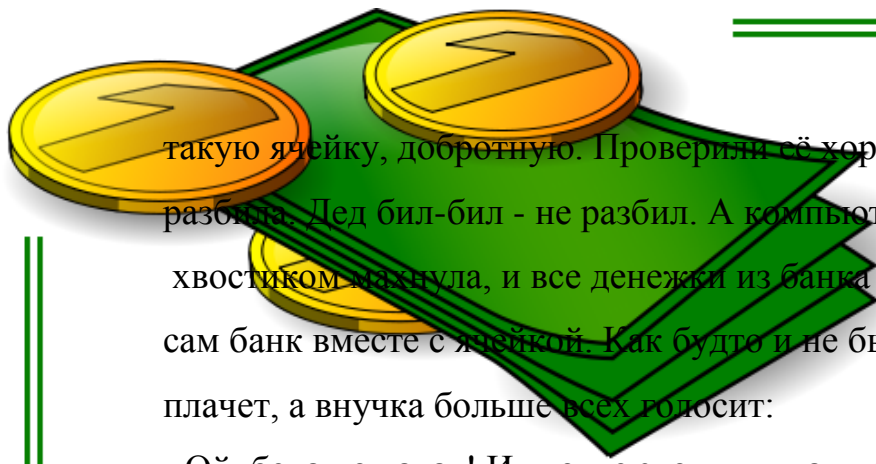 такую ячейку, добротную. Проверили её хор
разбила. Дед бил-бил - не разбил. А компьют
хвостиком махнула, и все денежки из банка
сам банк вместе с ячейкой. Как будто и не бы
плачет, а внучка больше всех голосит: